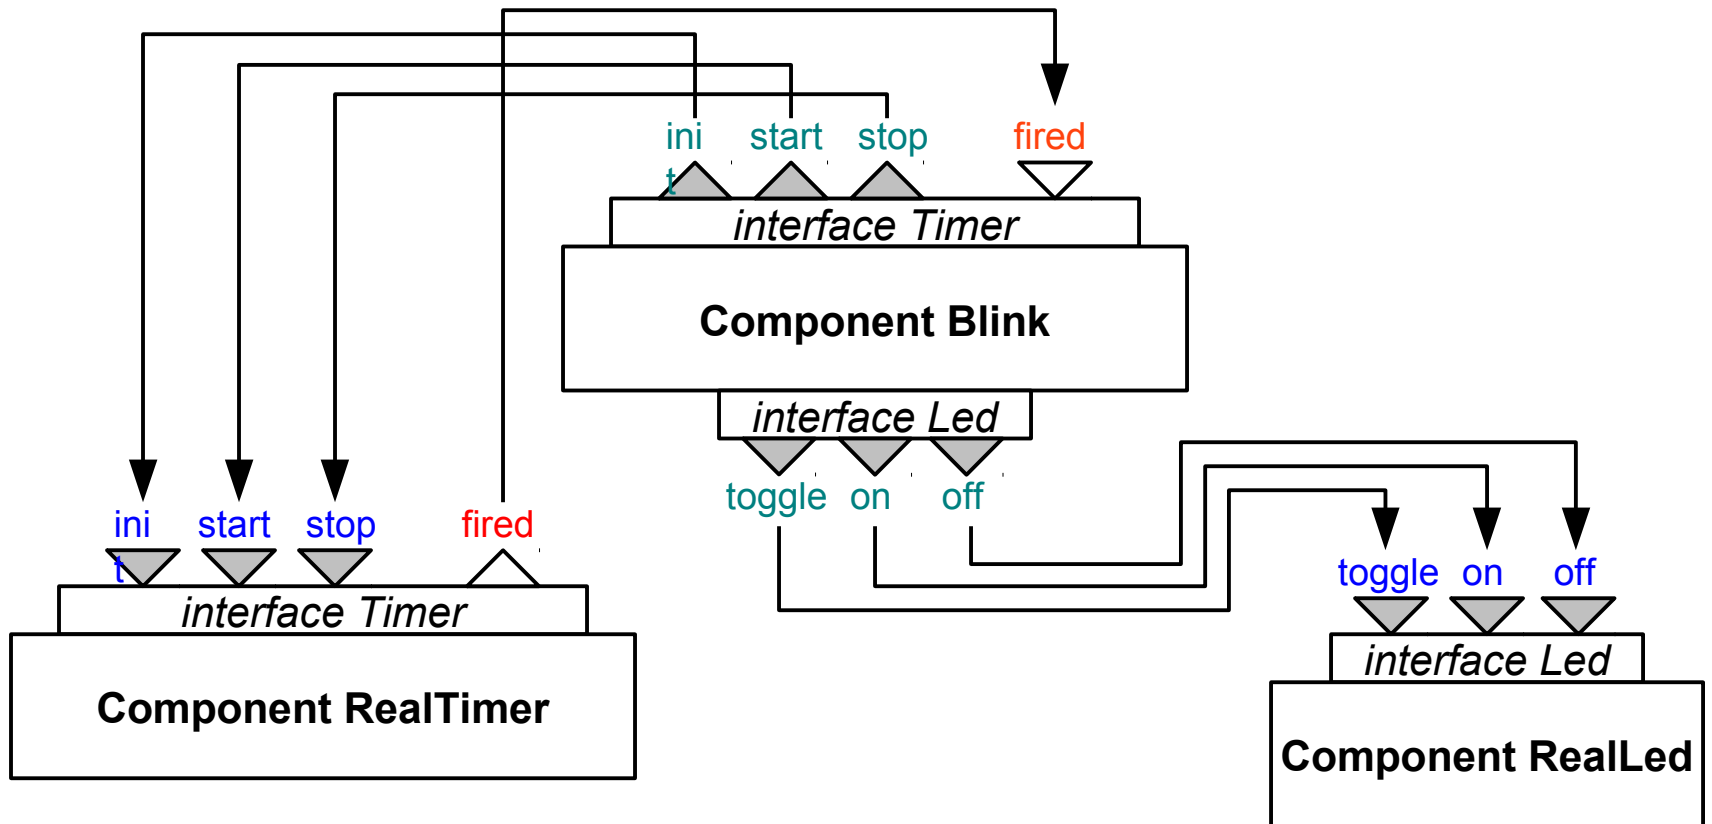 ini start stop fired
t
interface Timer
Component Blink
interface Led
toggle on off
ini start stop fired
t
interface Timer
Component RealTimer
toggle on off
interface Led
Component RealLed